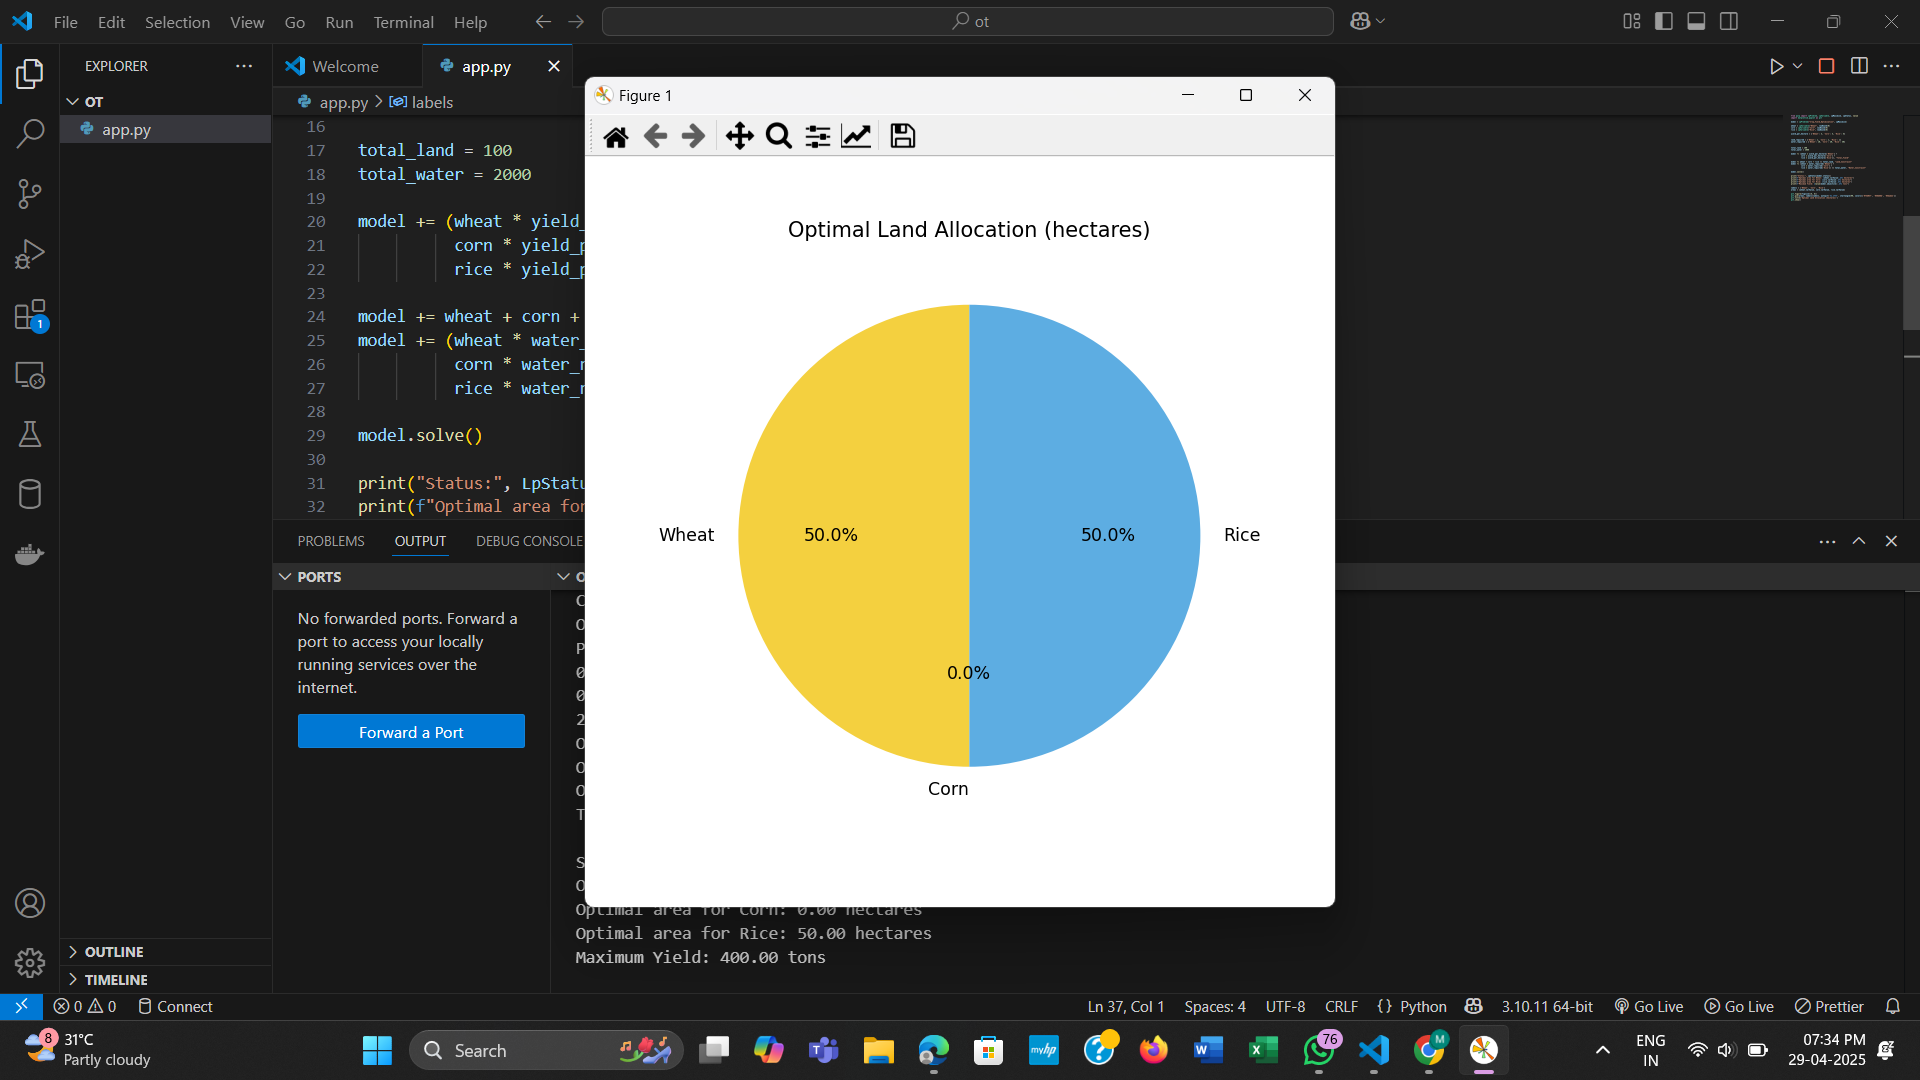 File Edit Selection View Go Run Terminal Help
ot
EXPLORER
Welcome
app.py
OT
app.py
app.py > labels
16
17 total_land = 100
18 total_water = 2000
19
20 model += (wheat * yield_
21 corn * yield_p
22 rice * yield_p
23
24 model += wheat + corn +
25 model += (wheat * water_
26 corn * water_r
27 rice * water_r
28
29 model.solve()
30
31 print("Status:", LpStatu
32 print(f"Optimal area for
Figure 1
Optimal Land Allocation (hectares)
Wheat
50.0%
50.0%
Rice
0.0%
Corn
PROBLEMS OUTPUT DEBUG CONSOLE
PORTS
No forwarded ports. Forward a
port to access your locally
running services over the
internet.
Forward a Port
Optimal area for Corn: 0.00 hectares
Optimal area for Rice: 50.00 hectares
Maximum Yield: 400.00 tons
OUTLINE
TIMELINE
1
0 0 Connect
Ln 37, Col 1 Spaces: 4 UTF-8 CRLF {} Python 3.10.11 64-bit Go Live Go Live Prettier
8
31°C
Partly cloudy
Search
myhp
76
M
ENG
IN
07:34 PM
29-04-2025